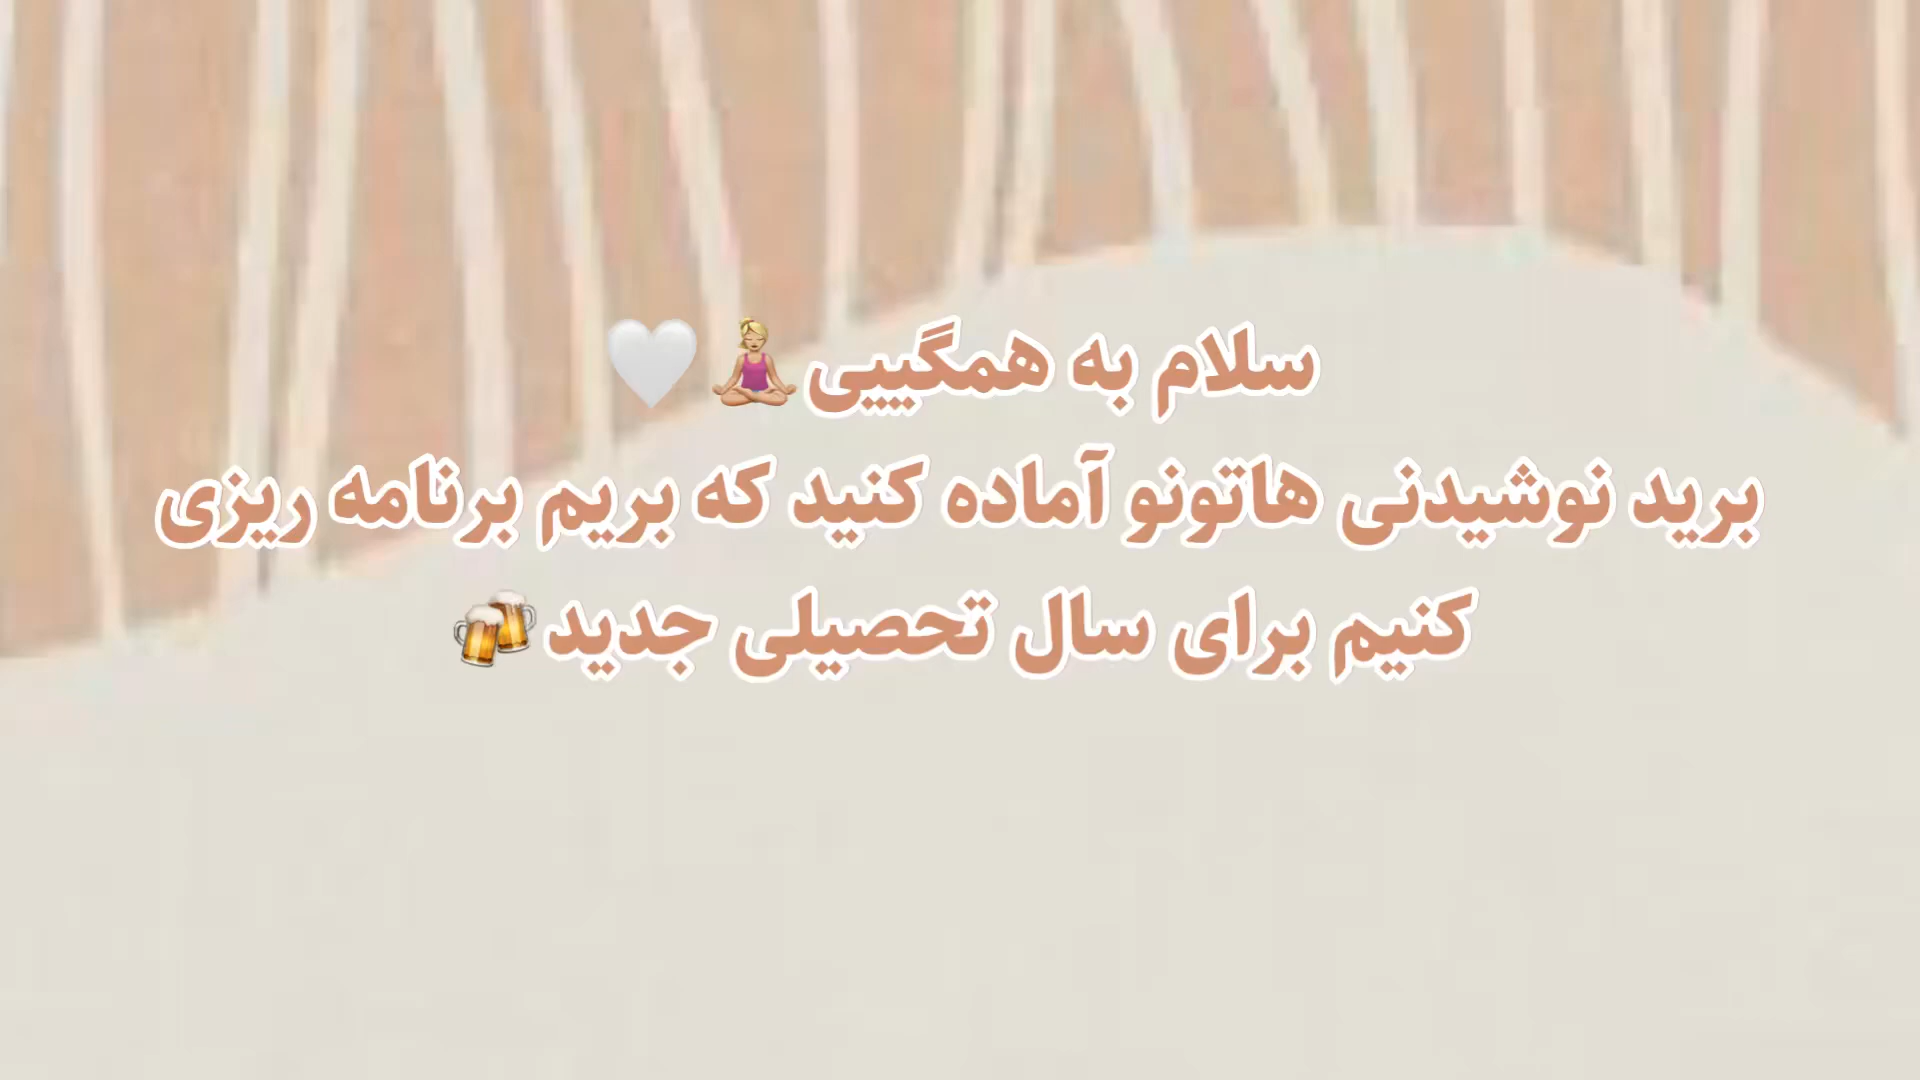 سلام به همگییی🧘🏼‍♀️🤍
برید نوشیدنی هاتونو آماده کنید که بریم برنامه ریزی
کنیم برای سال تحصیلی جدید🍻